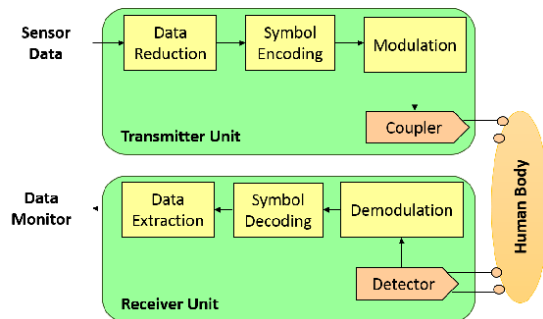 Sensor
Data
Data
Reduction
Symbol
Encoding
Modulation
Coupler
Transmitter Unit
Human Body
Data
Monitor
Data
Extraction
Symbol
Decoding
Demodulation
Detector
Receiver Unit